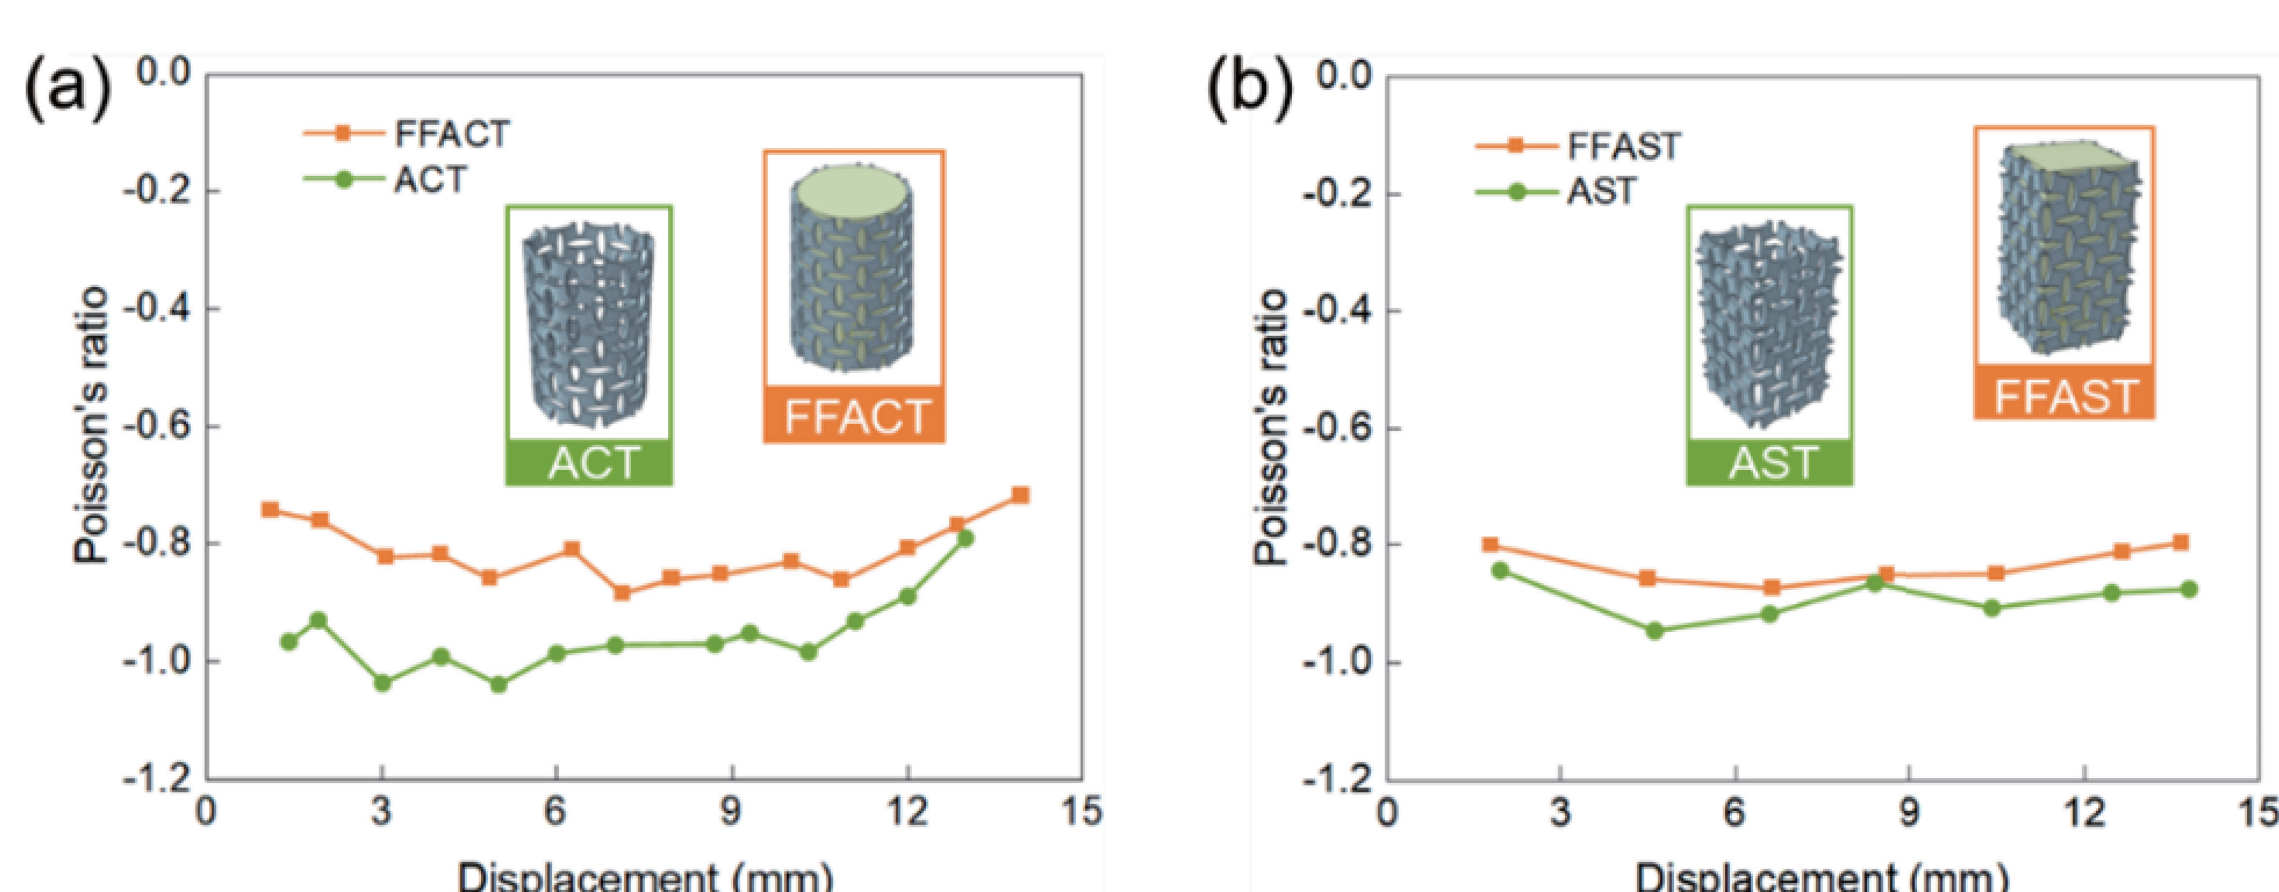 (a)
0.0
-0.2
-0.4
-0.6
-0.8
-1.0
-1.2
Poisson's ratio
FFACT
ACT
ACT
FFACT
0 3 6 9 12 15
Displacement (mm)
(b)
0.0
-0.2
-0.4
-0.6
-0.8
-1.0
-1.2
Poisson's ratio
FFAST
AST
AST
FFAST
0 3 6 9 12 15
Displacement (mm)